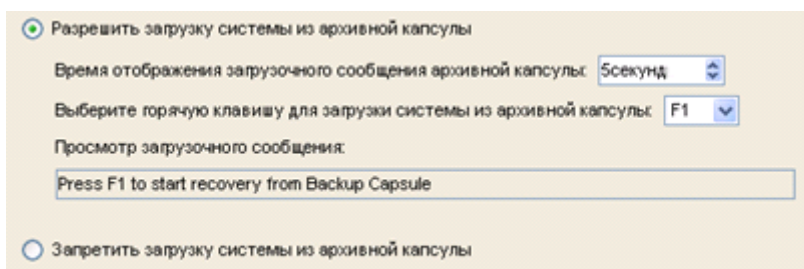 Разрешить загрузку системы из архивной капсулы
Время отображения загрузочного сообщения архивной капсулы: 5секунд
Выберите горячую клавишу для загрузки системы из архивной капсулы: F1
Просмотр загрузочного сообщения:
Press F1 to start recovery from Backup Capsule
Запретить загрузку системы из архивной капсулы